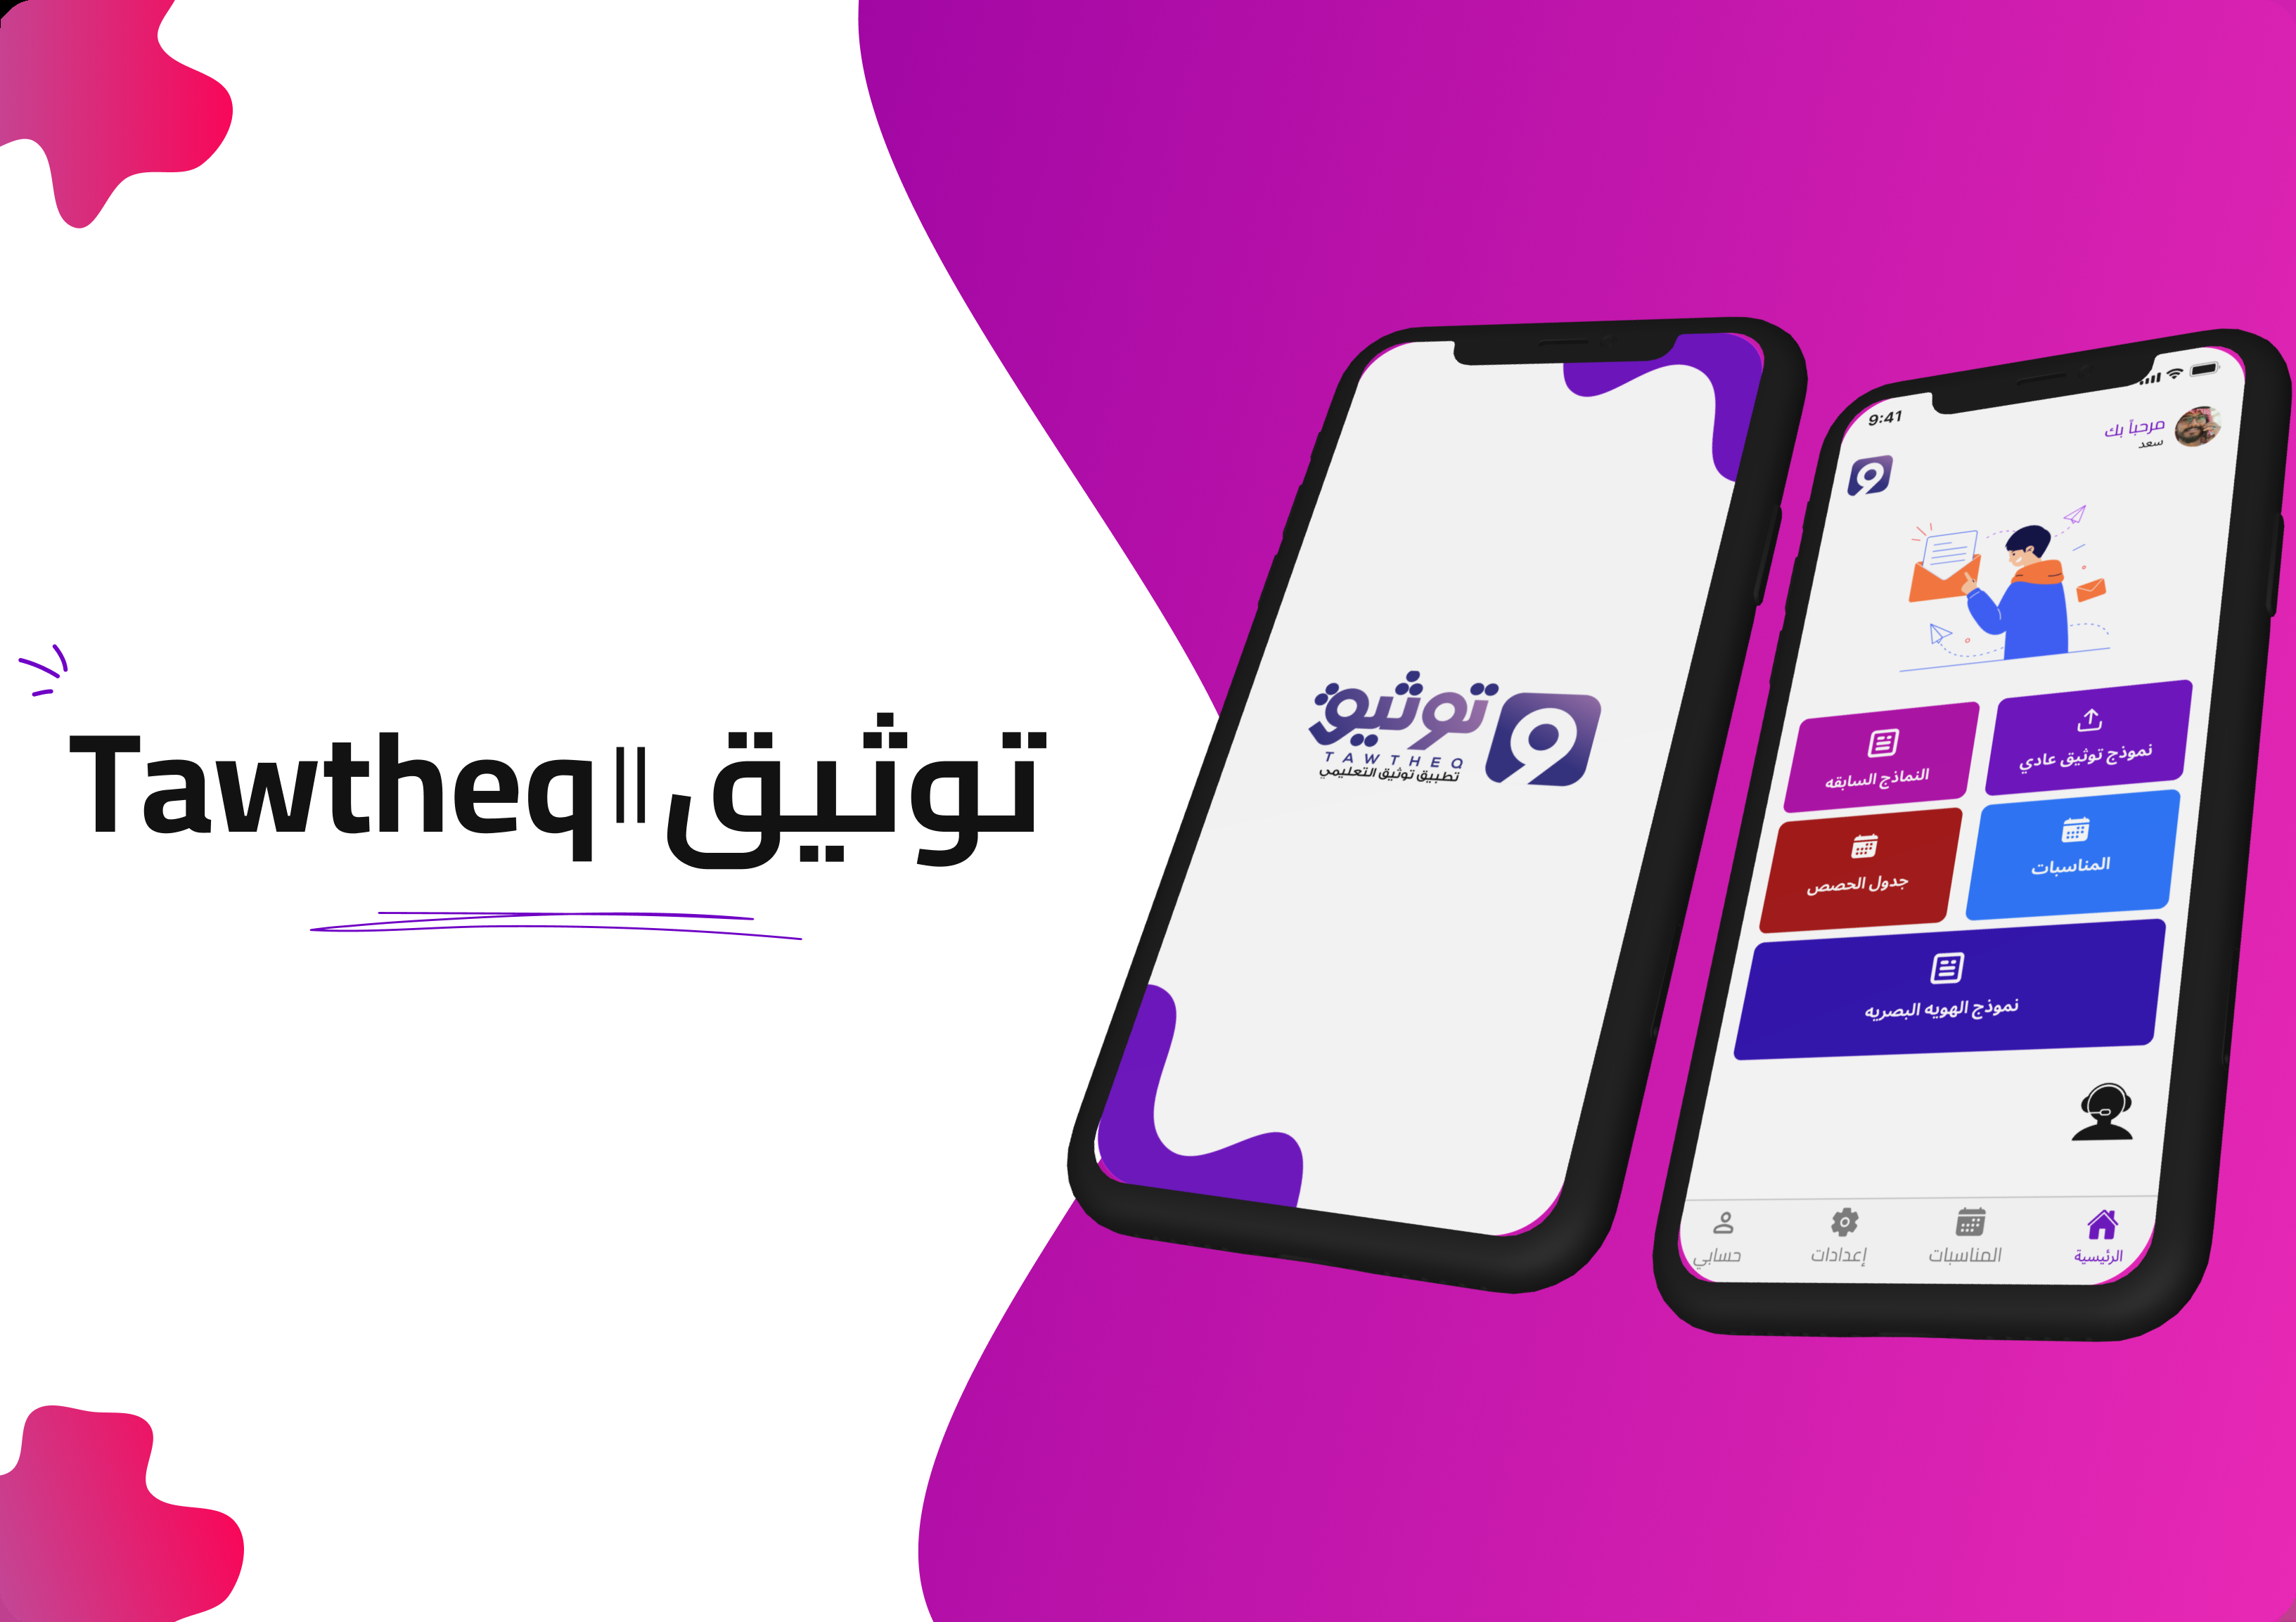 Tawtheq || توثيق
توثيق
TAWTHEQ
تطبيق توثيق التعليمي
9:41
مرحباً بك
سعد
نموذج توثيق عادي
النماذج السابقه
المناسبات
جدول الحصص
نموذج الهويه البصريه
الرئيسية
المناسبات
إعدادات
حسابي